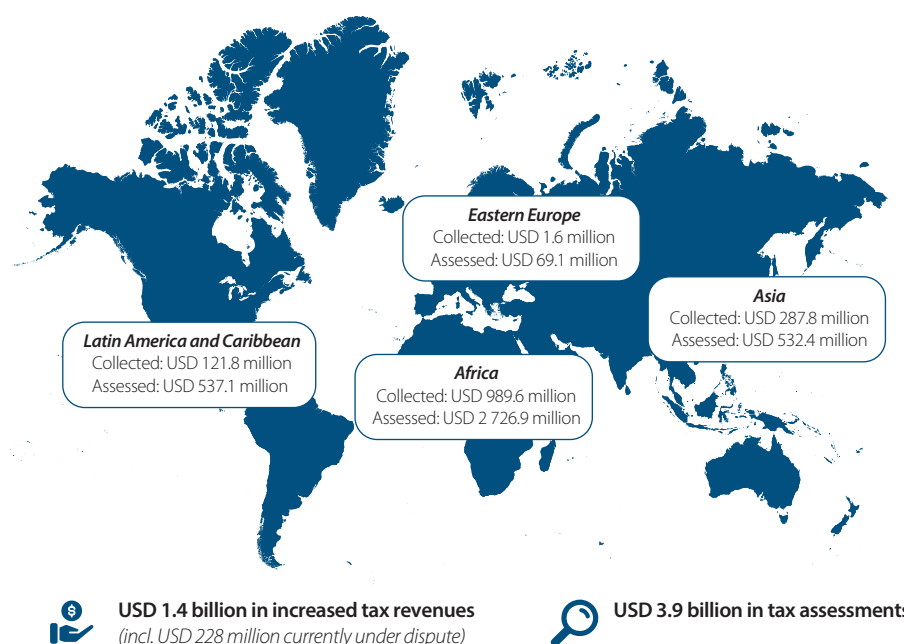 Eastern Europe
Collected: USD 1.6 million
Assessed: USD 69.1 million
Asia
Collected: USD 287.8 million
Assessed: USD 532.4 million
Latin America and Caribbean
Collected: USD 121.8 million
Assessed: USD 537.1 million
Africa
Collected: USD 989.6 million
Assessed: USD 2 726.9 million
$
USD 1.4 billion in increased tax revenues
(incl. USD 228 million currently under dispute)
USD 3.9 billion in tax assessments